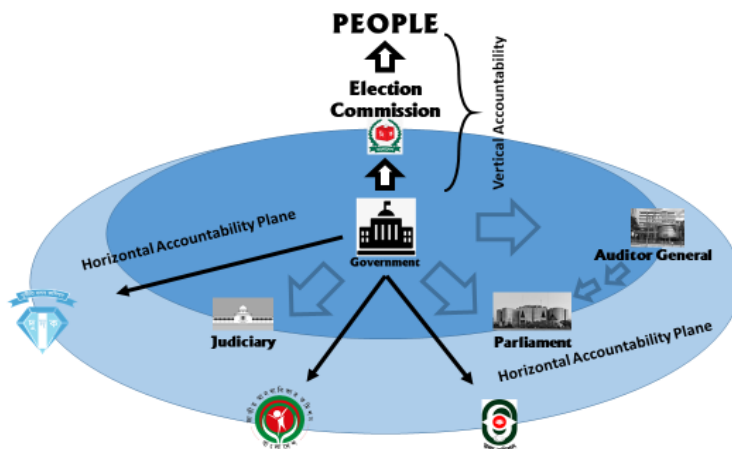 PEOPLE
Election
Commission
Vertical Accountability
Horizontal Accountability Plane
Government
Auditor General
Judiciary
Parliament
Horizontal Accountability Plane